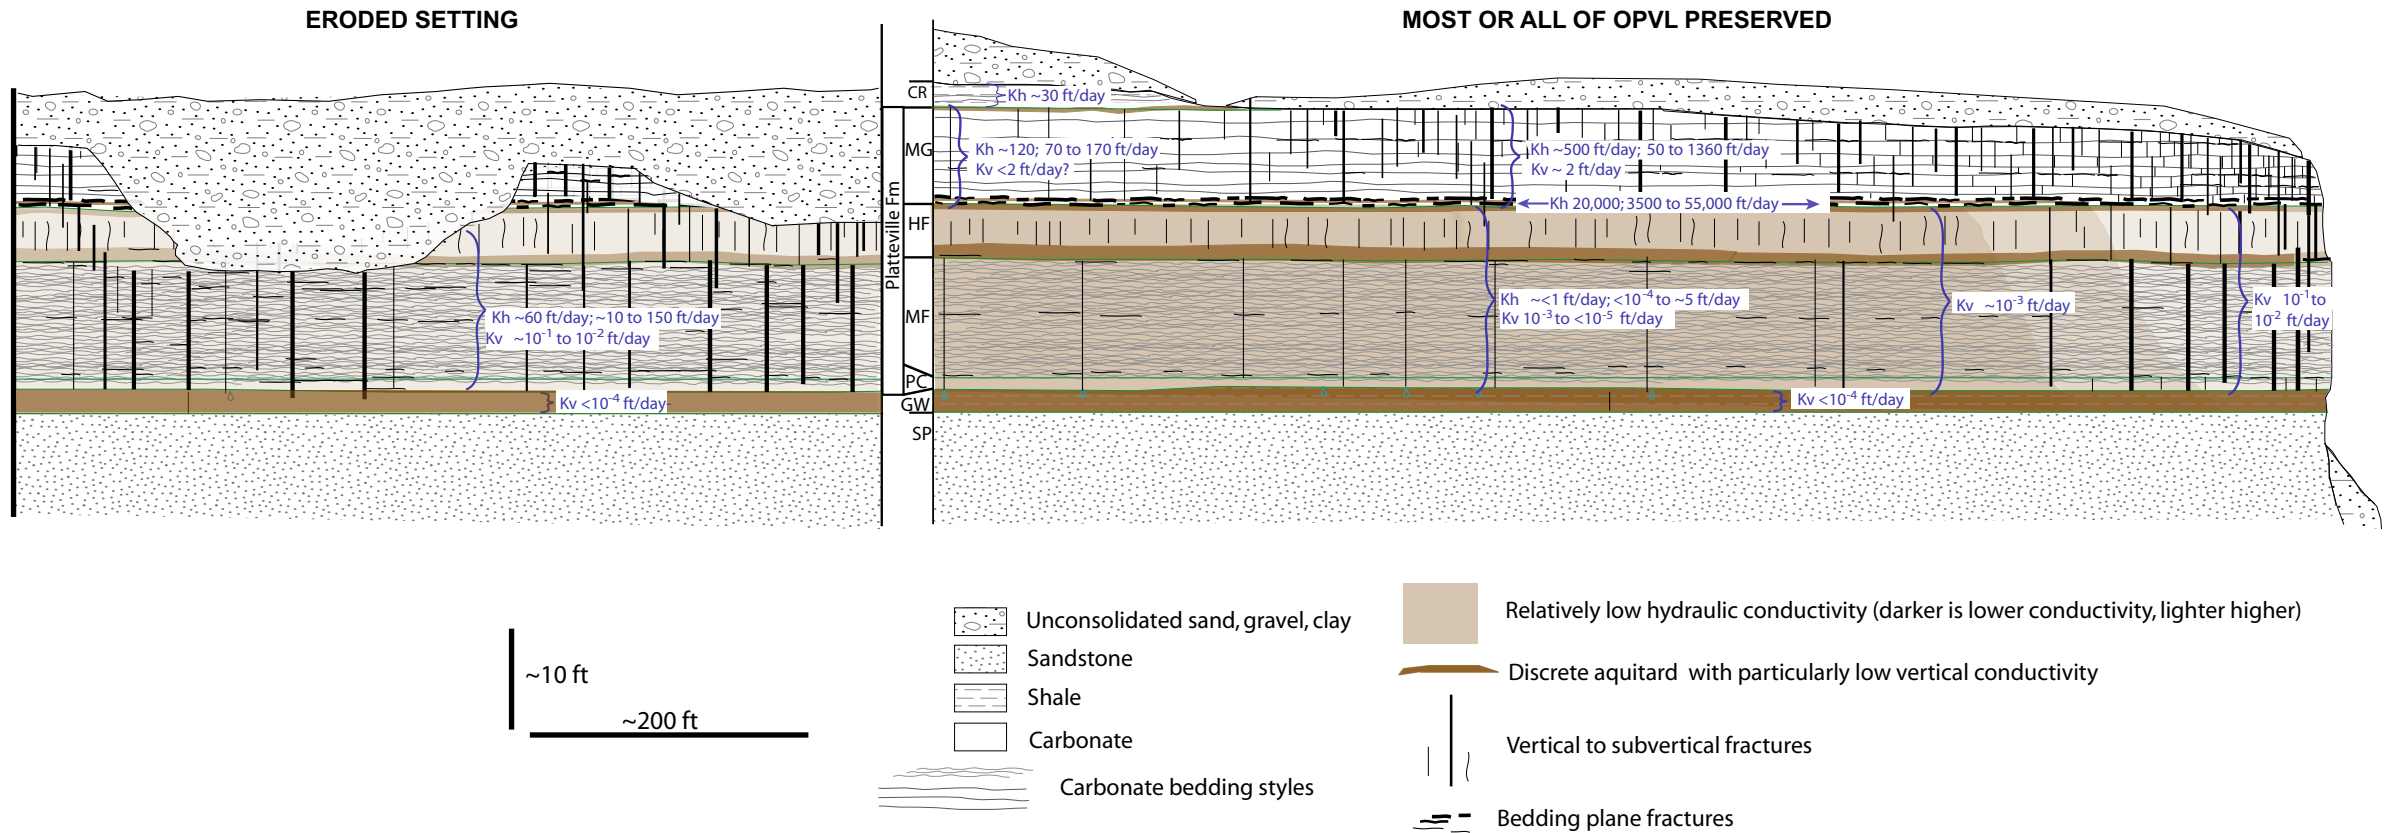 ERODED SETTING
MOST OR ALL OF OPVL PRESERVED
CR
MG
HF
MF
PC
GW
SP
Platteville Fm
Kh ~30 ft/day
Kh ~120; 70 to 170 ft/day
Kv <2 ft/day?
Kh ~500 ft/day; 50 to 1360 ft/day
Kv ~ 2 ft/day
Kh 20,000; 3500 to 55,000 ft/day
Kh ~60 ft/day; ~10 to 150 ft/day
Kv ~10⁻¹ to 10⁻² ft/day
Kh ~<1 ft/day; <10⁻⁴ to ~5 ft/day
Kv 10⁻³ to <10⁻⁵ ft/day
Kv ~10⁻³ ft/day
Kv 10⁻¹ to
10⁻² ft/day
Kv <10⁻⁴ ft/day
Kv <10⁻⁴ ft/day
~10 ft
~200 ft
Unconsolidated sand, gravel, clay
Sandstone
Shale
Carbonate
Carbonate bedding styles
Relatively low hydraulic conductivity (darker is lower conductivity, lighter higher)
Discrete aquitard with particularly low vertical conductivity
Vertical to subvertical fractures
Bedding plane fractures